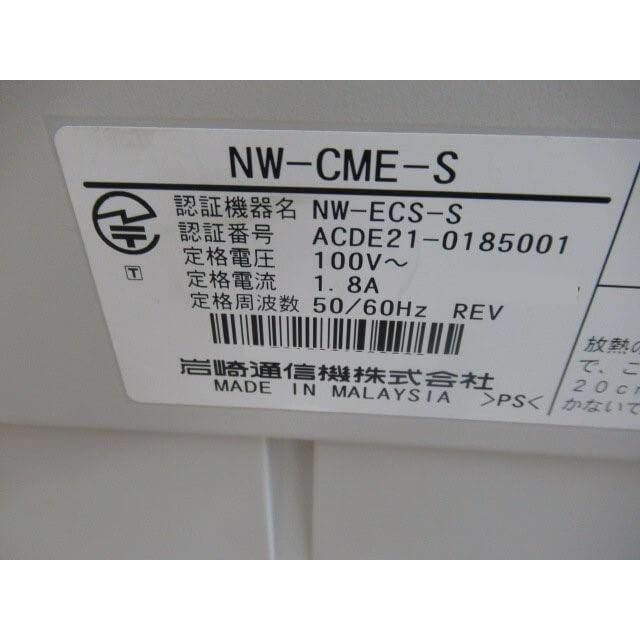 NW-CME-S
認証機器名 NW-ECS-S
認証番号 ACDE21-0185001
定格電圧 100V～
定格電流 1.8A
定格周波数 50/60Hz REV
T
岩崎通信機株式会社
MADE IN MALAYSIA >PS<
放熱の
で、こ
20cm
かないで